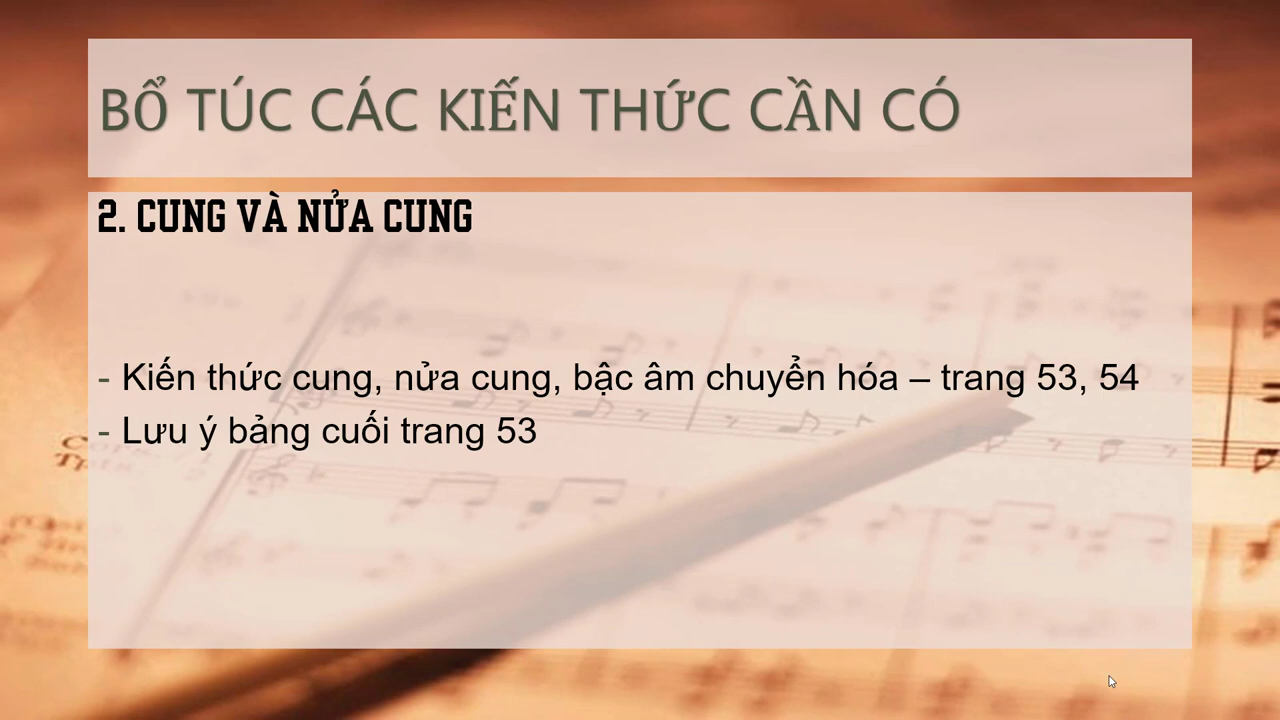 BỔ TÚC CÁC KIẾN THỨC CẦN CÓ
2. CUNG VÀ NỬA CUNG
- Kiến thức cung, nửa cung, bậc âm chuyển hóa – trang 53, 54
- Lưu ý bảng cuối trang 53